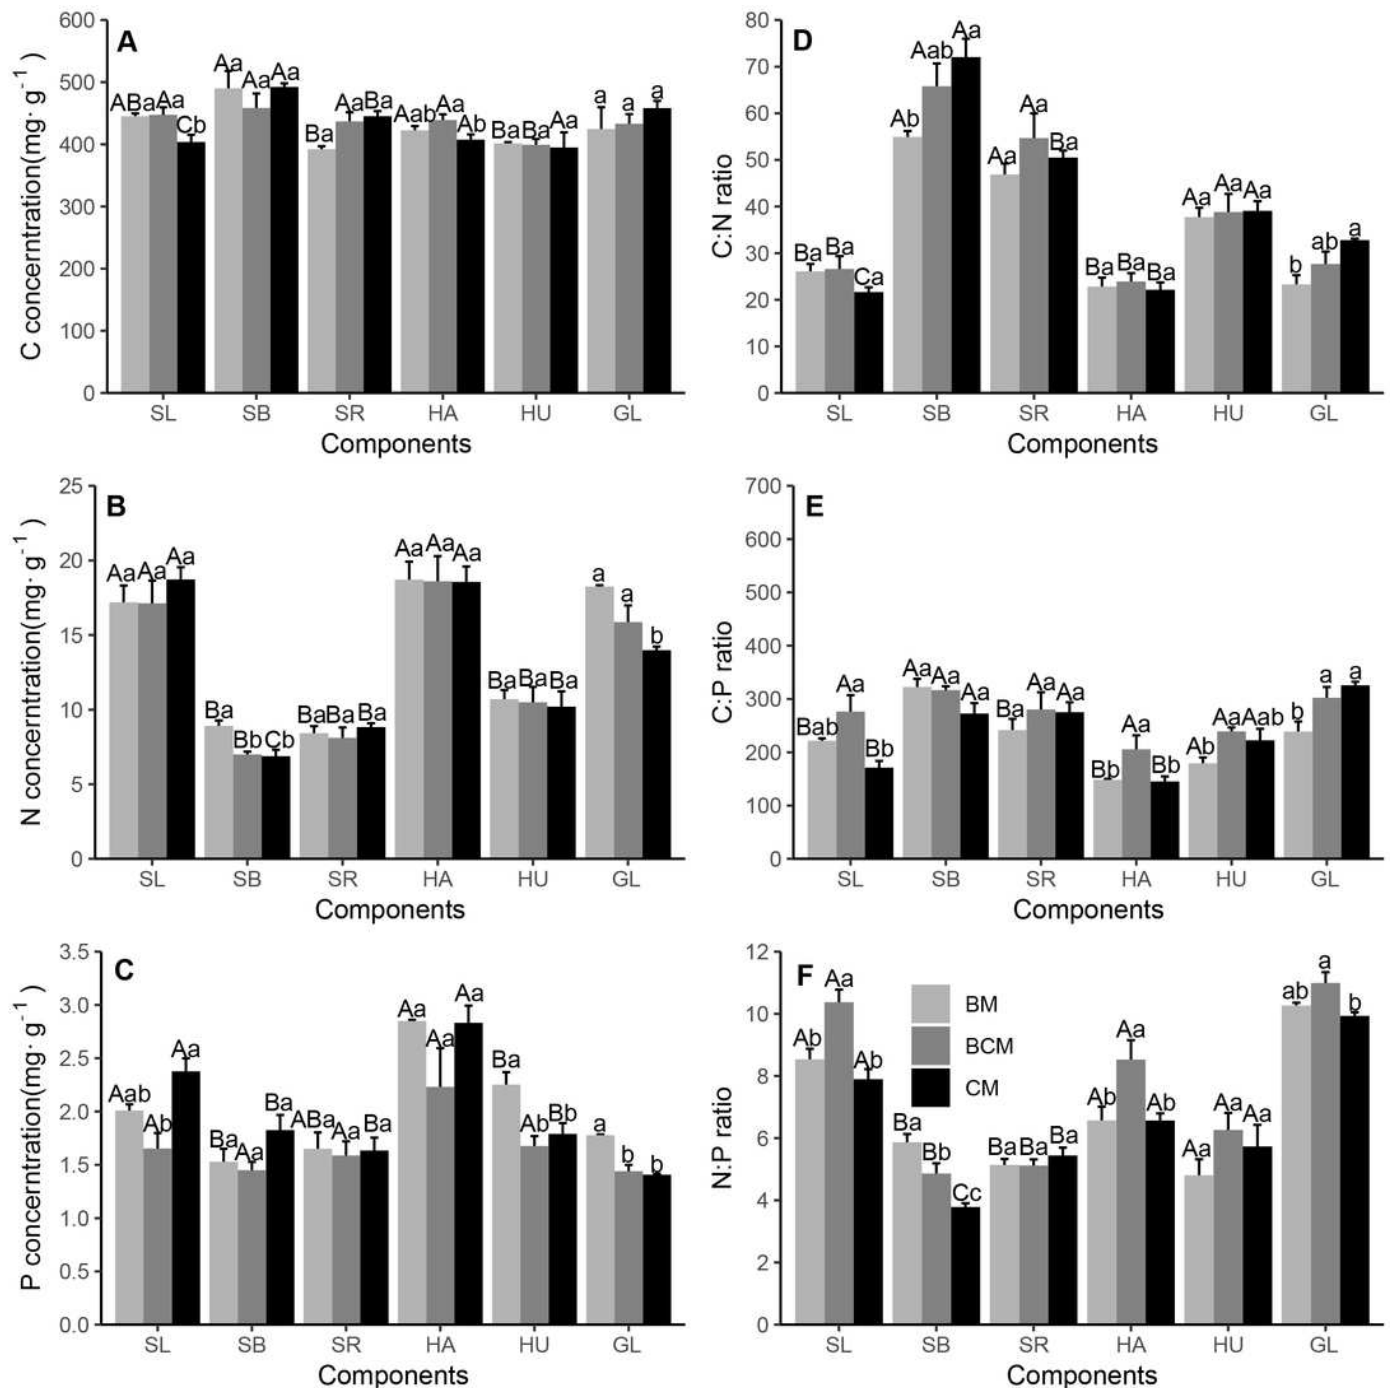 A
C concerntration(mg· g-1 )
600
500
400
300
200
100
0
ABa Aa Cb
Aa Aa Aa
Ba Aa Ba
Aab Aa Ab
Ba Ba Aa
a a a
SL SB SR HA HU GL
Components
D
C:N ratio
80
70
60
50
40
30
20
10
0
Ba Ba Ca
Ab Aab Aa
Aa Aa Ba
Ba Ba Ba
Aa Aa Aa
b ab a
SL SB SR HA HU GL
Components
B
N concerntration(mg· g-1 )
25
20
15
10
5
0
Aa Aa Aa
Ba Bb Cb
Ba Ba Ba
Aa Aa Aa
Ba Ba Ba
a a b
SL SB SR HA HU GL
Components
E
C:P ratio
700
600
500
400
300
200
100
0
Bab Aa Bb
Aa Aa Aa
Ba Aa Aa
Bb Aa Bb
Ab Aa Aab
b a a
SL SB SR HA HU GL
Components
C
P concerntration(mg· g-1 )
3.5
3.0
2.5
2.0
1.5
1.0
0.5
0.0
Aab Ab Aa
Ba Aa Ba
ABa Aa Ba
Aa Aa Aa
Ba Ab Bb
a b b
SL SB SR HA HU GL
Components
F
N:P ratio
12
10
8
6
4
2
0
Ab Aa Ab
Ba Bb Cc
Ba Ba Ba
Ab Aa Ab
Aa Aa Aa
ab a b
BM
BCM
CM
SL SB SR HA HU GL
Components